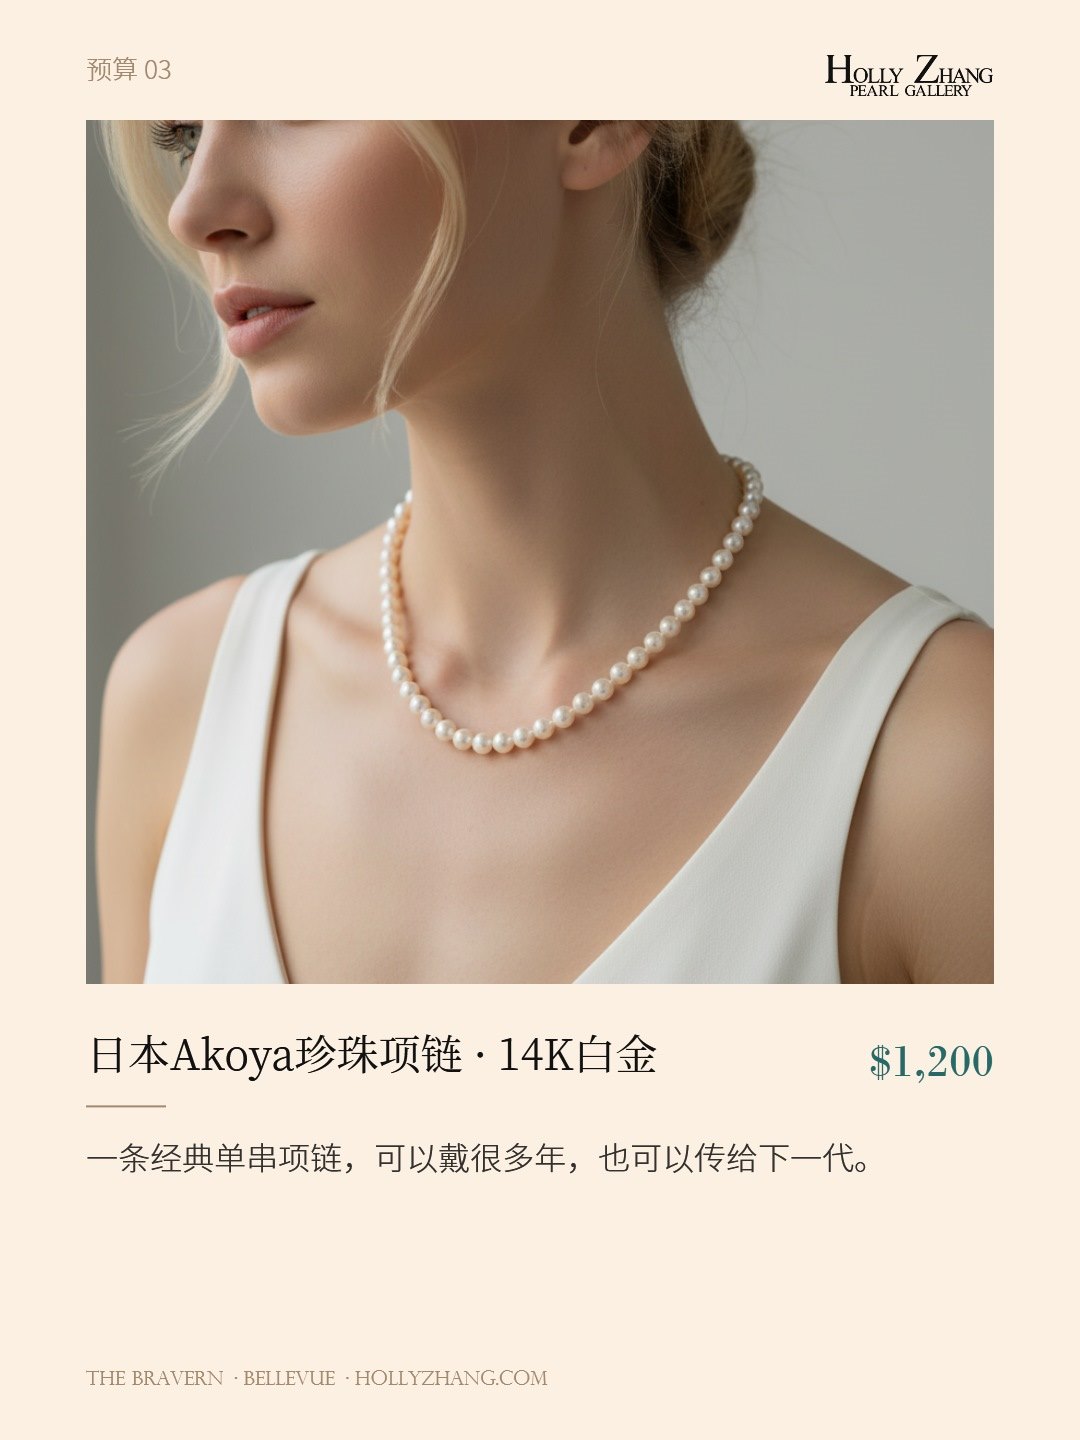 预算 03
HOLLY ZHANG
PEARL GALLERY
日本Akoya珍珠项链 · 14K白金
$1,200
一条经典单串项链，可以戴很多年，也可以传给下一代。
THE BRAVERN · BELLEVUE · HOLLYZHANG.COM